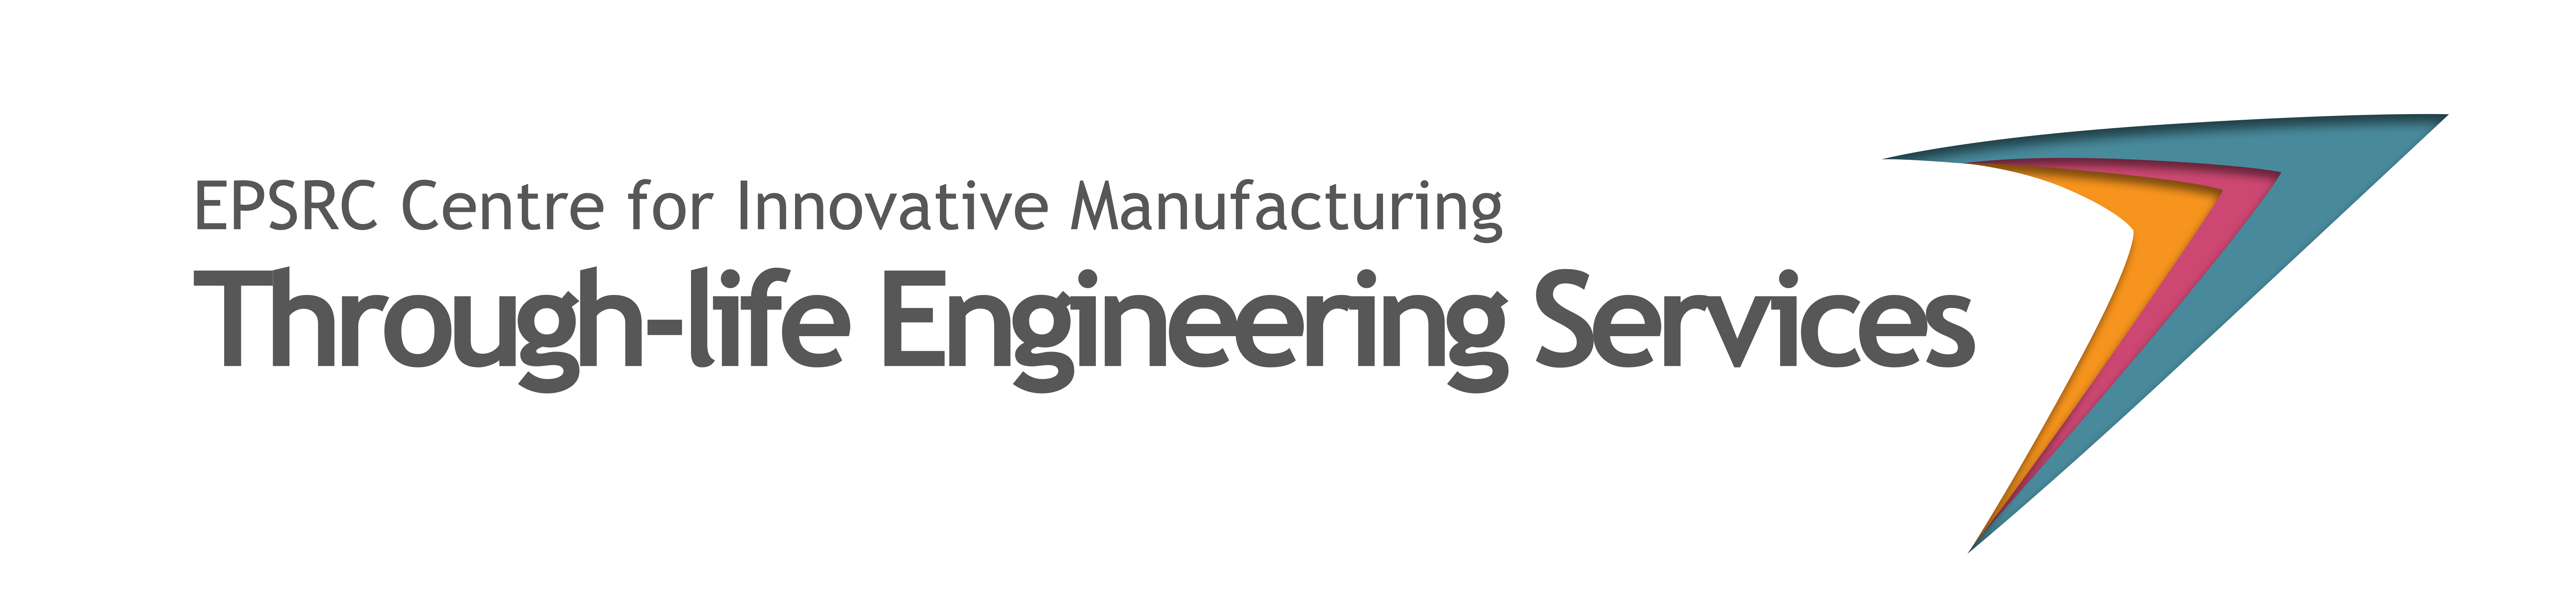 EPSRC Centre for Innovative Manufacturing
Through-life Engineering Services